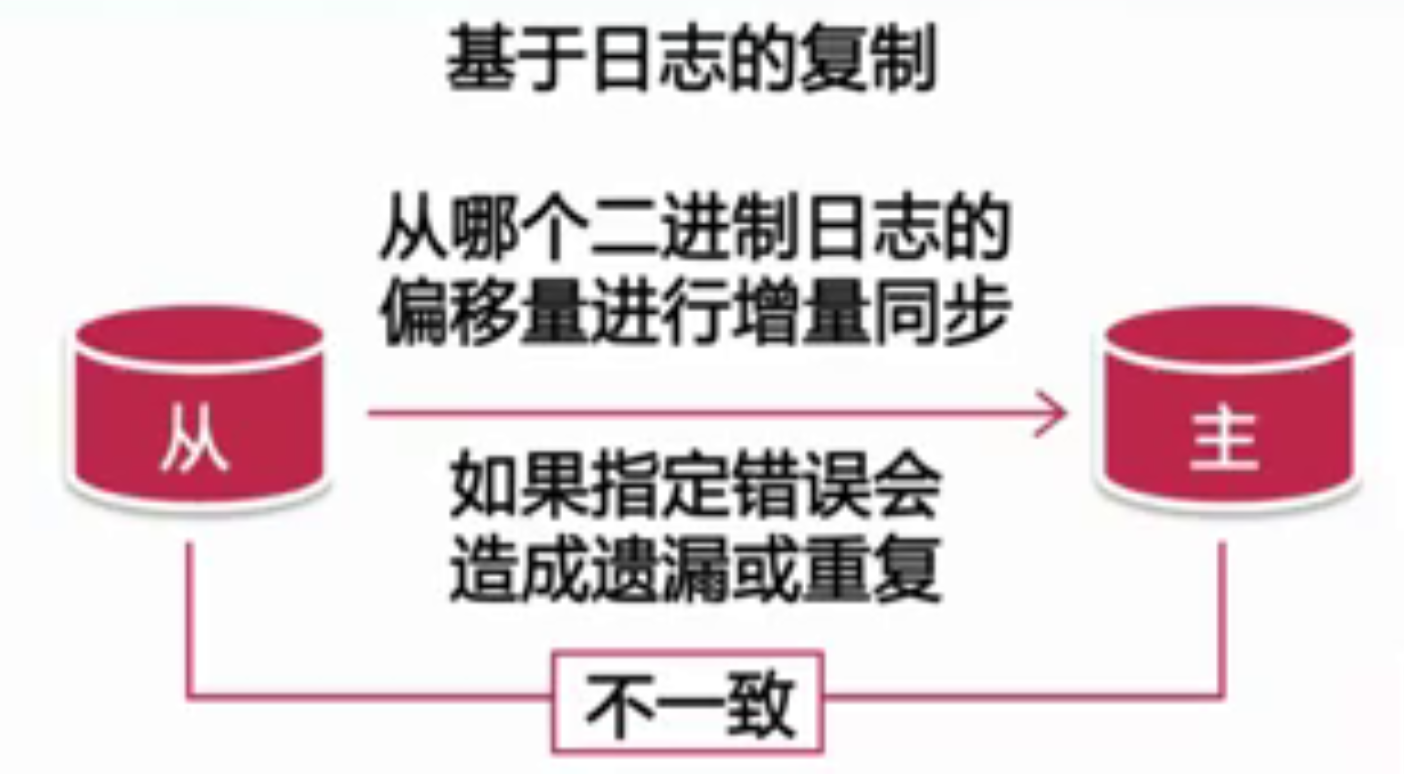 基于日志的复制
从哪个二进制日志的
偏移量进行增量同步
从
主
如果指定错误会
造成遗漏或重复
不一致